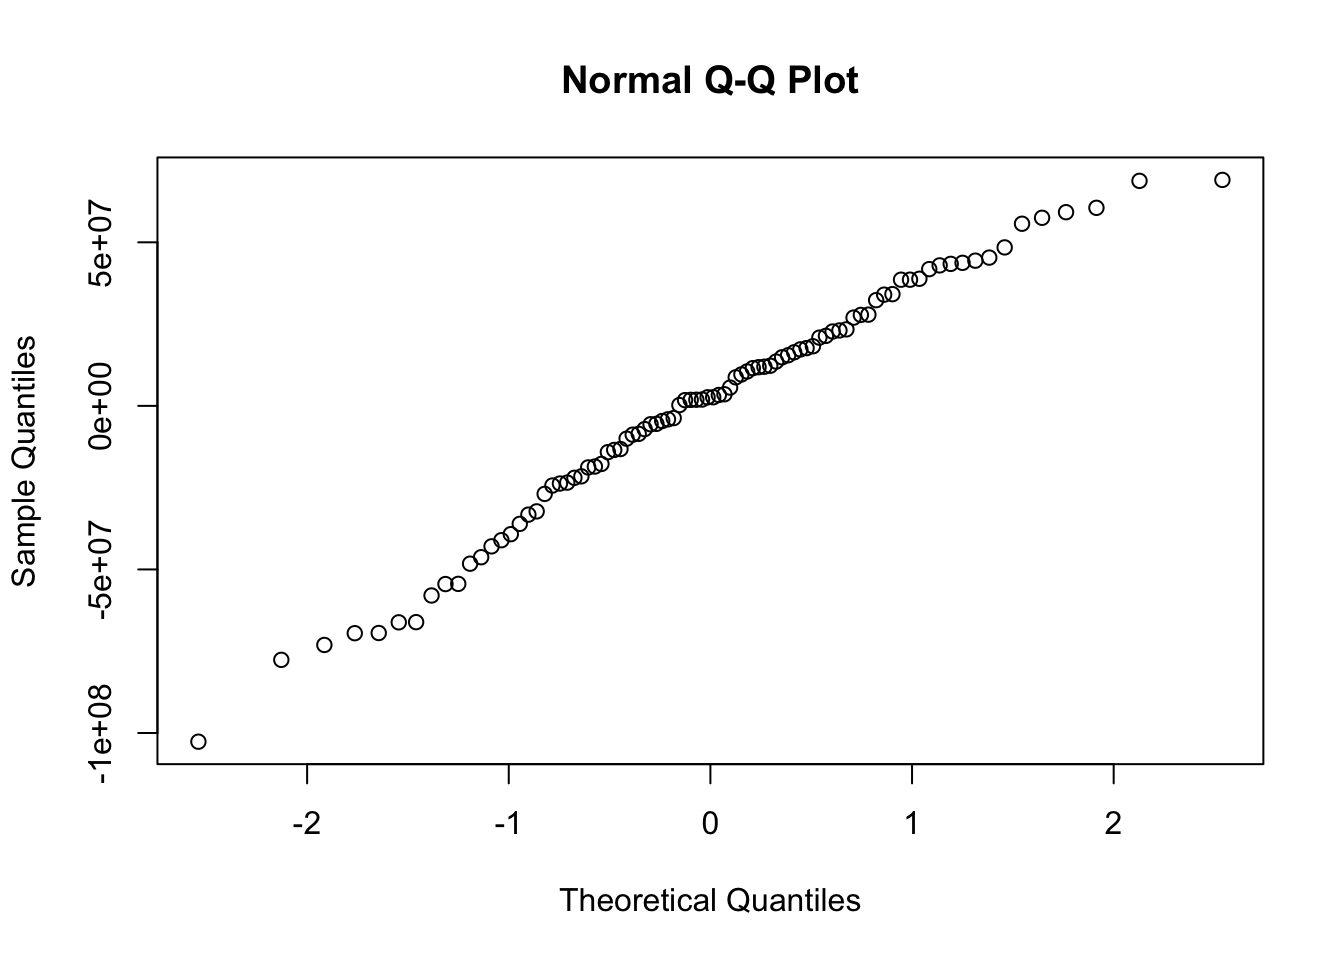 Normal Q-Q Plot
Sample Quantiles
5e+07
0e+00
-5e+07
-1e+08
-2
-1
0
1
2
Theoretical Quantiles